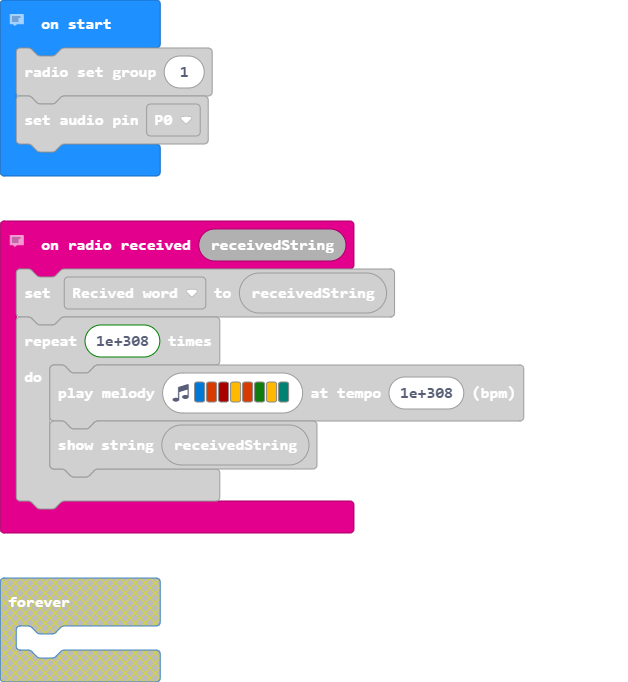 on start
radio set group 1
set audio pin P0
on radio received receivedString
set Recived word to receivedString
repeat 1e+308 times
do
play melody at tempo 1e+308 (bpm)
show string receivedString
forever